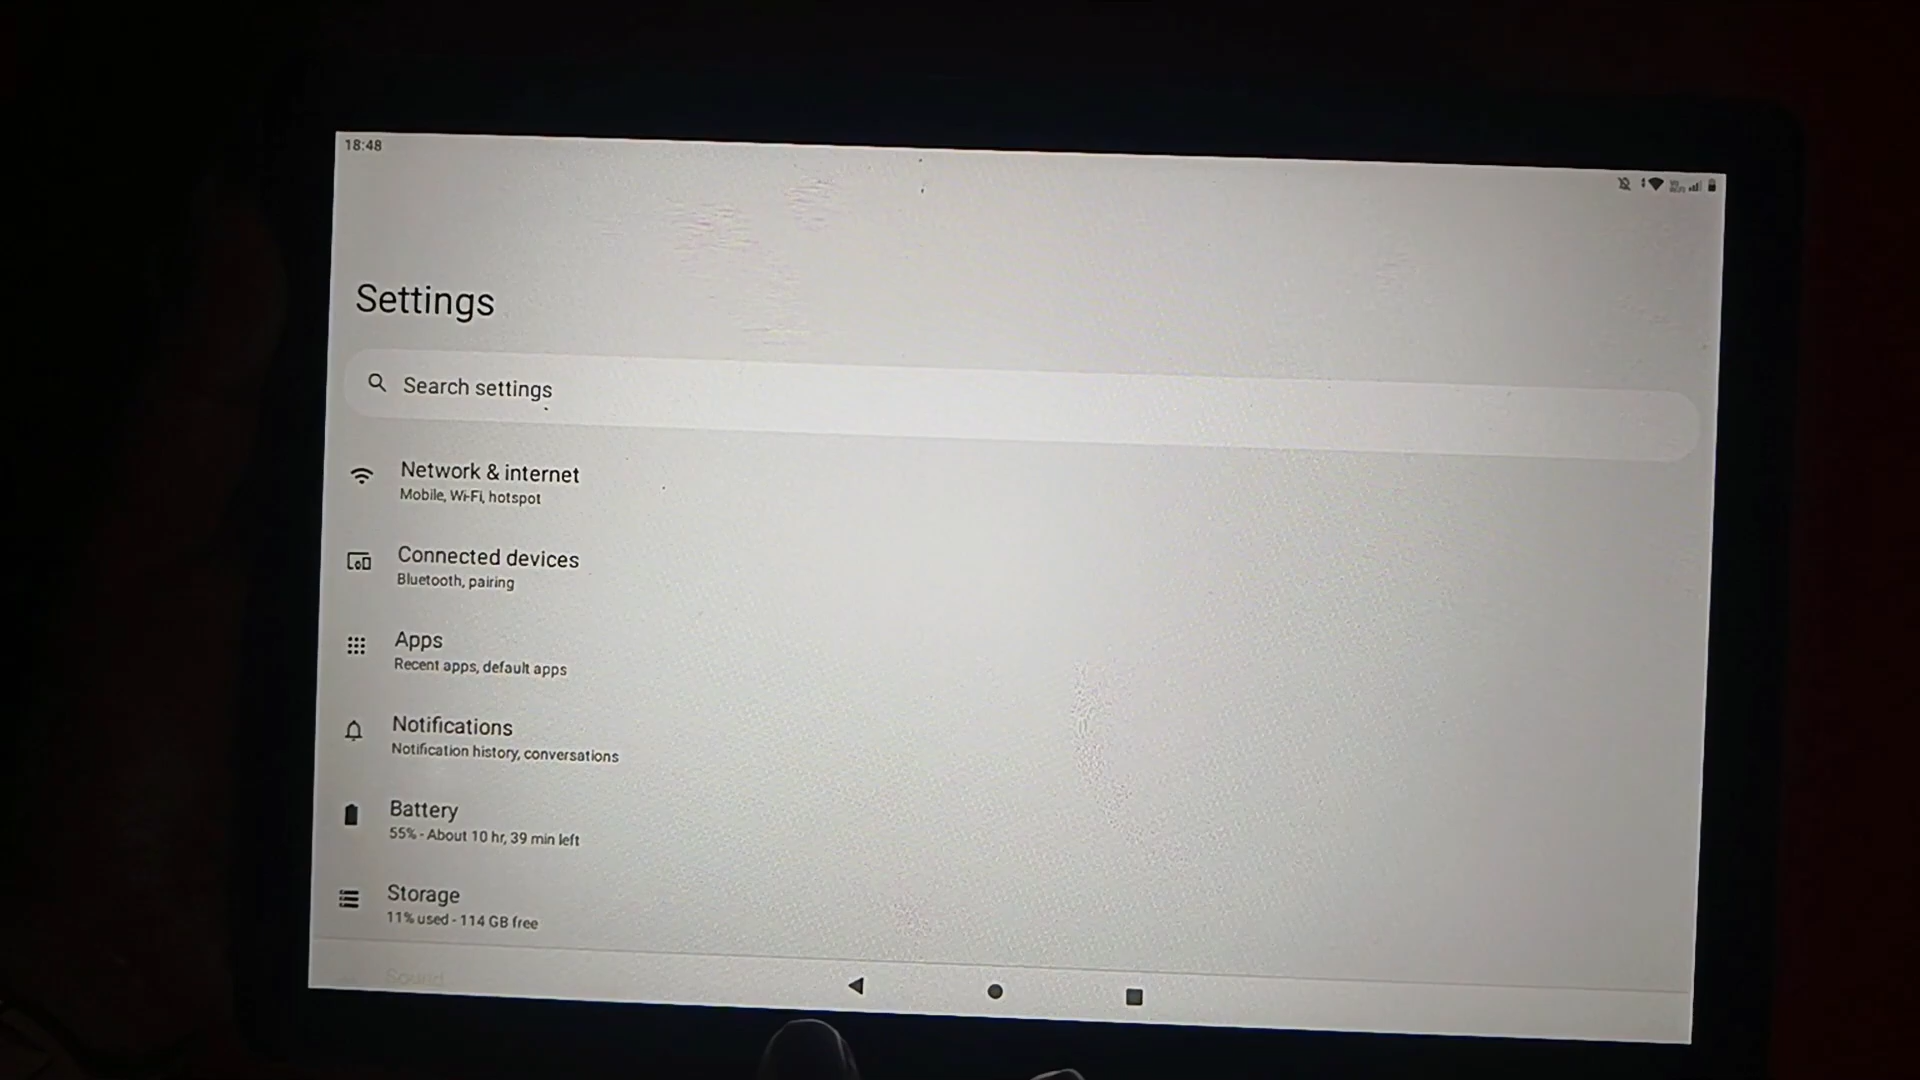 18:48
Settings
Search settings
Network & internet
Mobile, Wi-Fi, hotspot
Connected devices
Bluetooth, pairing
Apps
Recent apps, default apps
Notifications
Notification history, conversations
Battery
55% - About 10 hr, 39 min left
Storage
11% used - 114 GB free
Sound